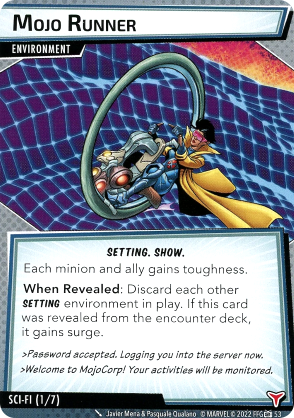 MOJO RUNNER
ENVIRONMENT
SETTING. SHOW.
Each minion and ally gains toughness.
When Revealed: Discard each other
SETTING environment in play. If this card
was revealed from the encounter deck,
it gains surge.
>Password accepted. Logging you into the server now.
>Welcome to MojoCorp! Your activities will be monitored.
SCI-FI (1/7)
Javier Mena & Pasquale Qualano © MARVEL © 2022 FFG 53